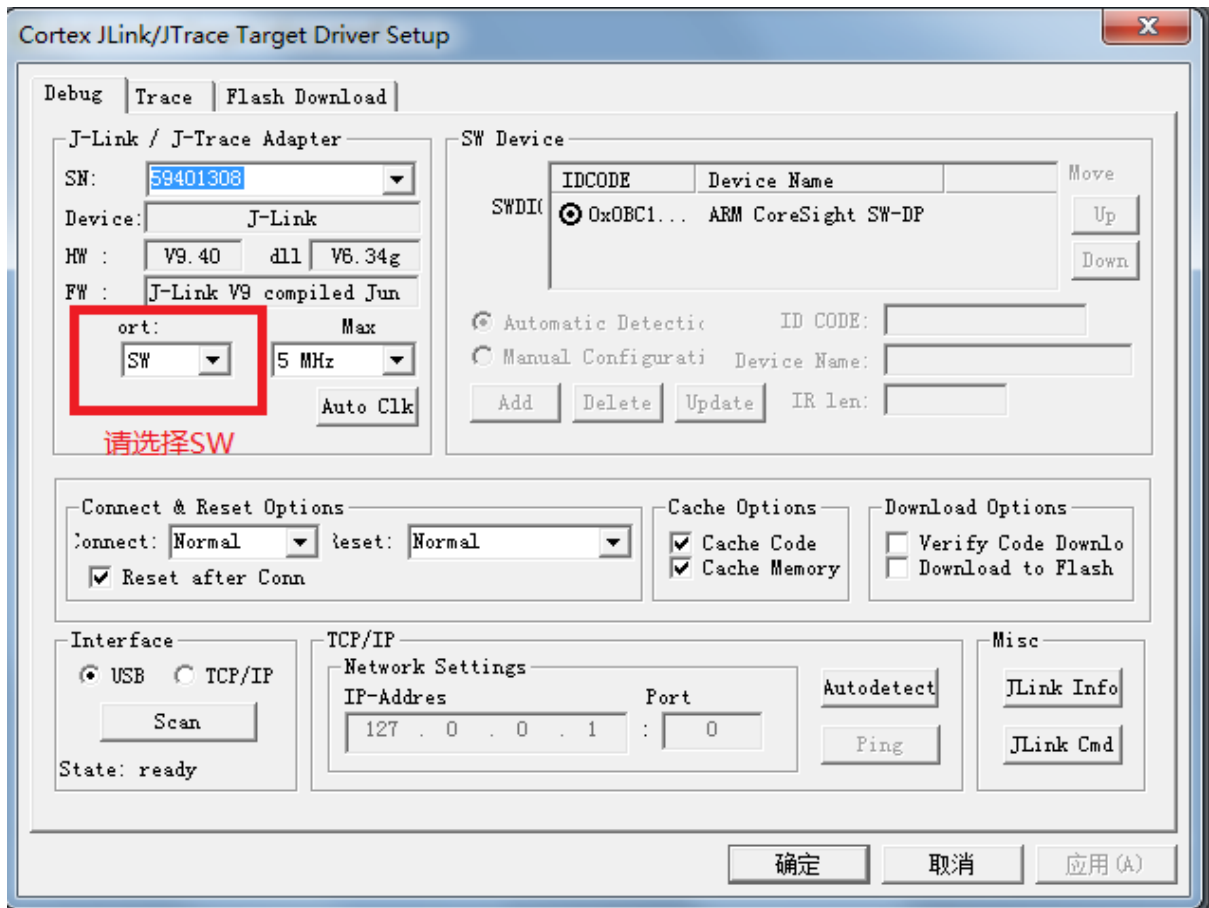 Cortex JLink/JTrace Target Driver Setup
Debug Trace Flash Download
J-Link / J-Trace Adapter
SN: 59401308
Device: J-Link
HW : V9.40 dll V6.34g
FW : J-Link V9 compiled Jun
ort: Max
SW 5 MHz
Auto Clk
请选择SW
SW Device
IDCODE Device Name
SWDI(
0x0BC1... ARM CoreSight SW-DP
Move
Up
Down
Automatic Detectic ID CODE:
Manual Configurati Device Name:
Add Delete Update IR len:
Connect & Reset Options
onnect: Normal eset: Normal
Reset after Conn
Cache Options
Cache Code
Cache Memory
Download Options
Verify Code Downlo
Download to Flash
Interface
USB TCP/IP
Scan
State: ready
TCP/IP
Network Settings
IP-Addres Port
127 . 0 . 0 . 1 : 0
Autodetect
Ping
Misc
JLink Info
JLink Cmd
确定 取消 应用(A)